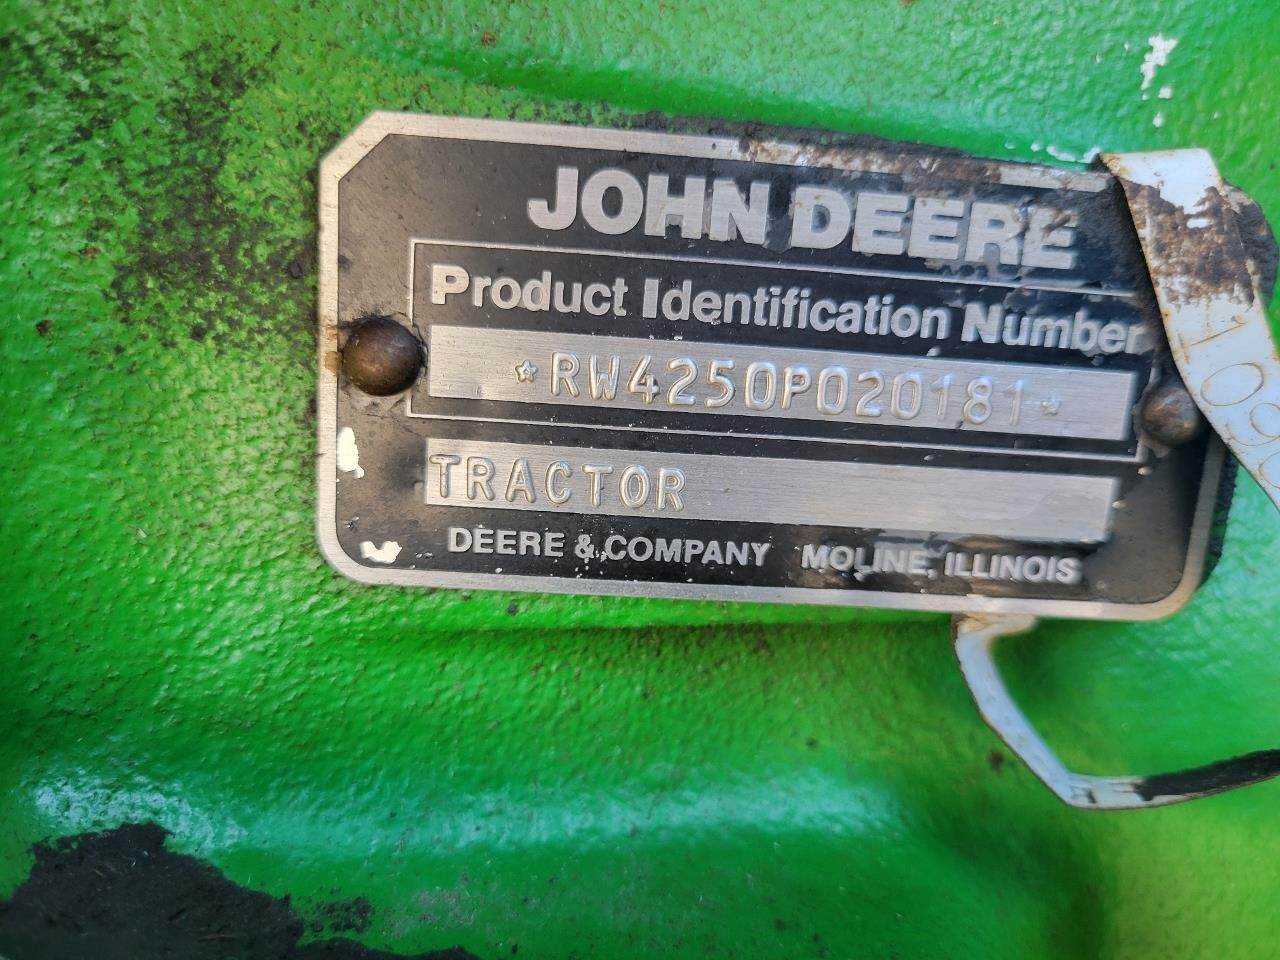 JOHN DEERE
Product Identification Number
*RW4250P020181*
TRACTOR
DEERE & COMPANY MOLINE, ILLINOIS